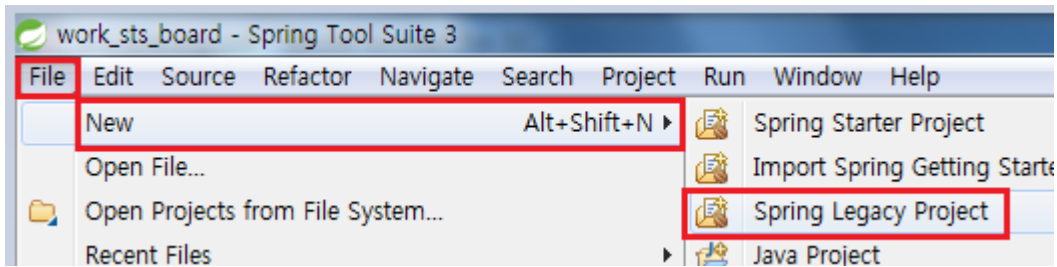 work_sts_board - Spring Tool Suite 3
File Edit Source Refactor Navigate Search Project Run Window Help
New Alt+Shift+N
Spring Starter Project
Open File...
Import Spring Getting Starte
Open Projects from File System...
Spring Legacy Project
Recent Files
Java Project